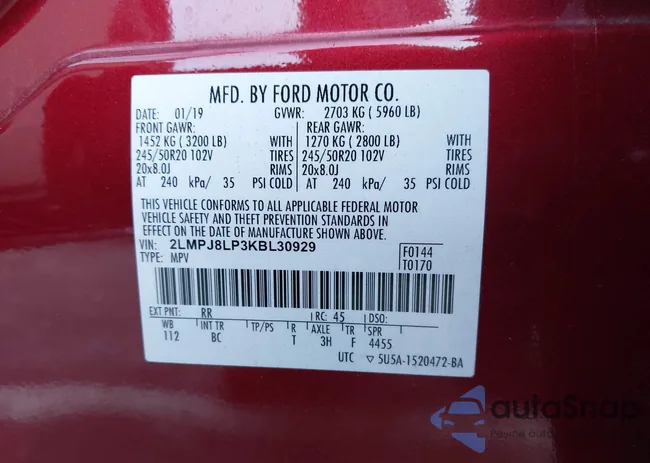 MFD. BY FORD MOTOR CO.
DATE: 01/19 GVWR: 2703 KG ( 5960 LB)
FRONT GAWR: REAR GAWR:
1452 KG ( 3200 LB) WITH 1270 KG ( 2800 LB) WITH
245/50R20 102V TIRES 245/50R20 102V TIRES
20x8.0J RIMS 20x8.0J RIMS
AT 240 kPa/ 35 PSI COLD AT 240 kPa/ 35 PSI COLD
THIS VEHICLE CONFORMS TO ALL APPLICABLE FEDERAL MOTOR
VEHICLE SAFETY AND THEFT PREVENTION STANDARDS IN
EFFECT ON THE DATE OF MANUFACTURE SHOWN ABOVE.
VIN: 2LMPJ8LP3KBL30929 F0144
TYPE: MPV T0170
EXT PNT: RR RC: 45 DSO:
WB INT TR TP/PS R AXLE TR SPR
112 BC T 3H F 4455
UTC ▽ 5U5A-1520472-BA
autoSnap
Payne auto